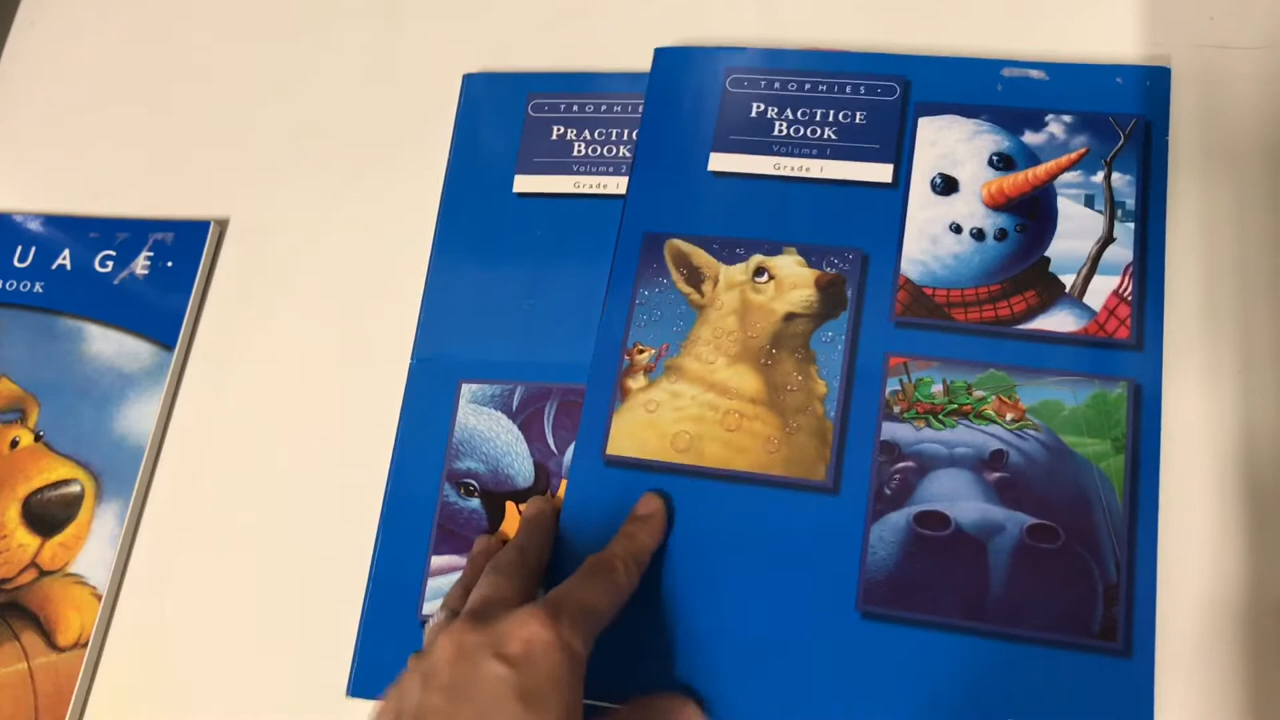 UAGE·
BOOK
· TROPHIES
PRACTIC
BOOK
Volume 2
Grade 1
· TROPHIES ·
PRACTICE
BOOK
Volume 1
Grade 1